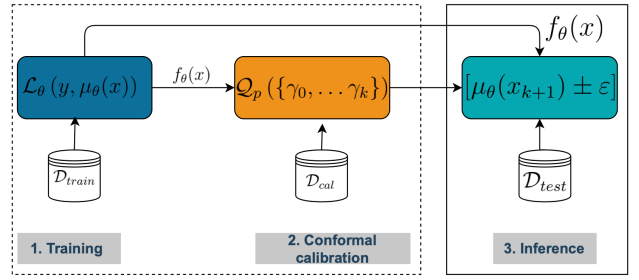 f_θ(x)
L_θ (y, μ_θ(x))
f_θ(x)
Q_p ({γ_0, … γ_k})
[μ_θ(x_{k+1}) ± ε]
D_train
D_cal
D_test
1. Training
2. Conformal
calibration
3. Inference